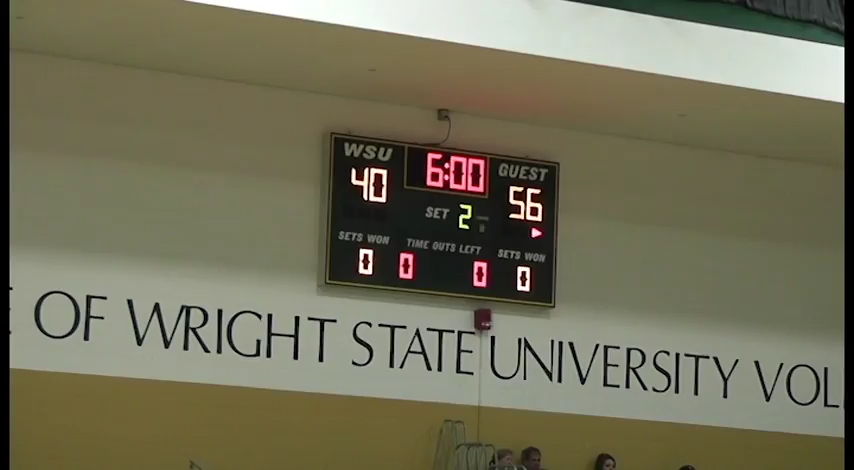 WSU 6:00 GUEST
40 56
SET 2
SETS WON TIME OUTS LEFT SETS WON
0 0 0 0
OF WRIGHT STATE UNIVERSITY